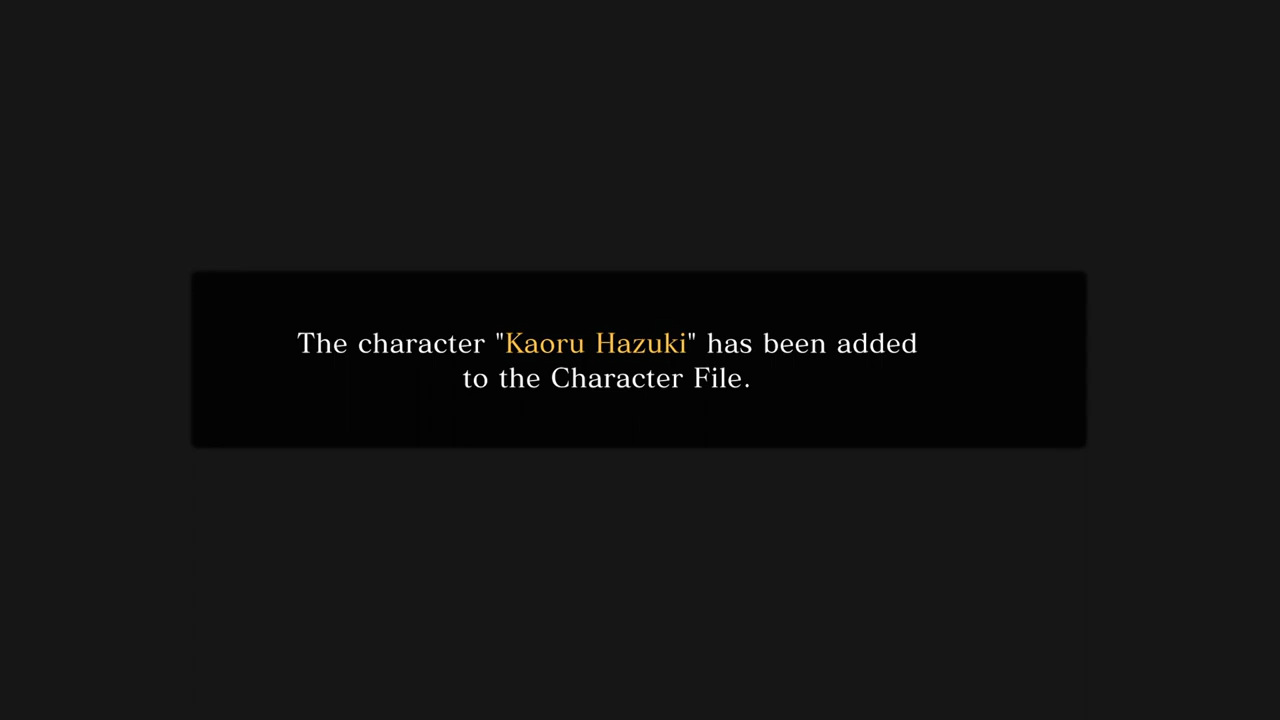 The character "Kaoru Hazuki" has been added
to the Character File.